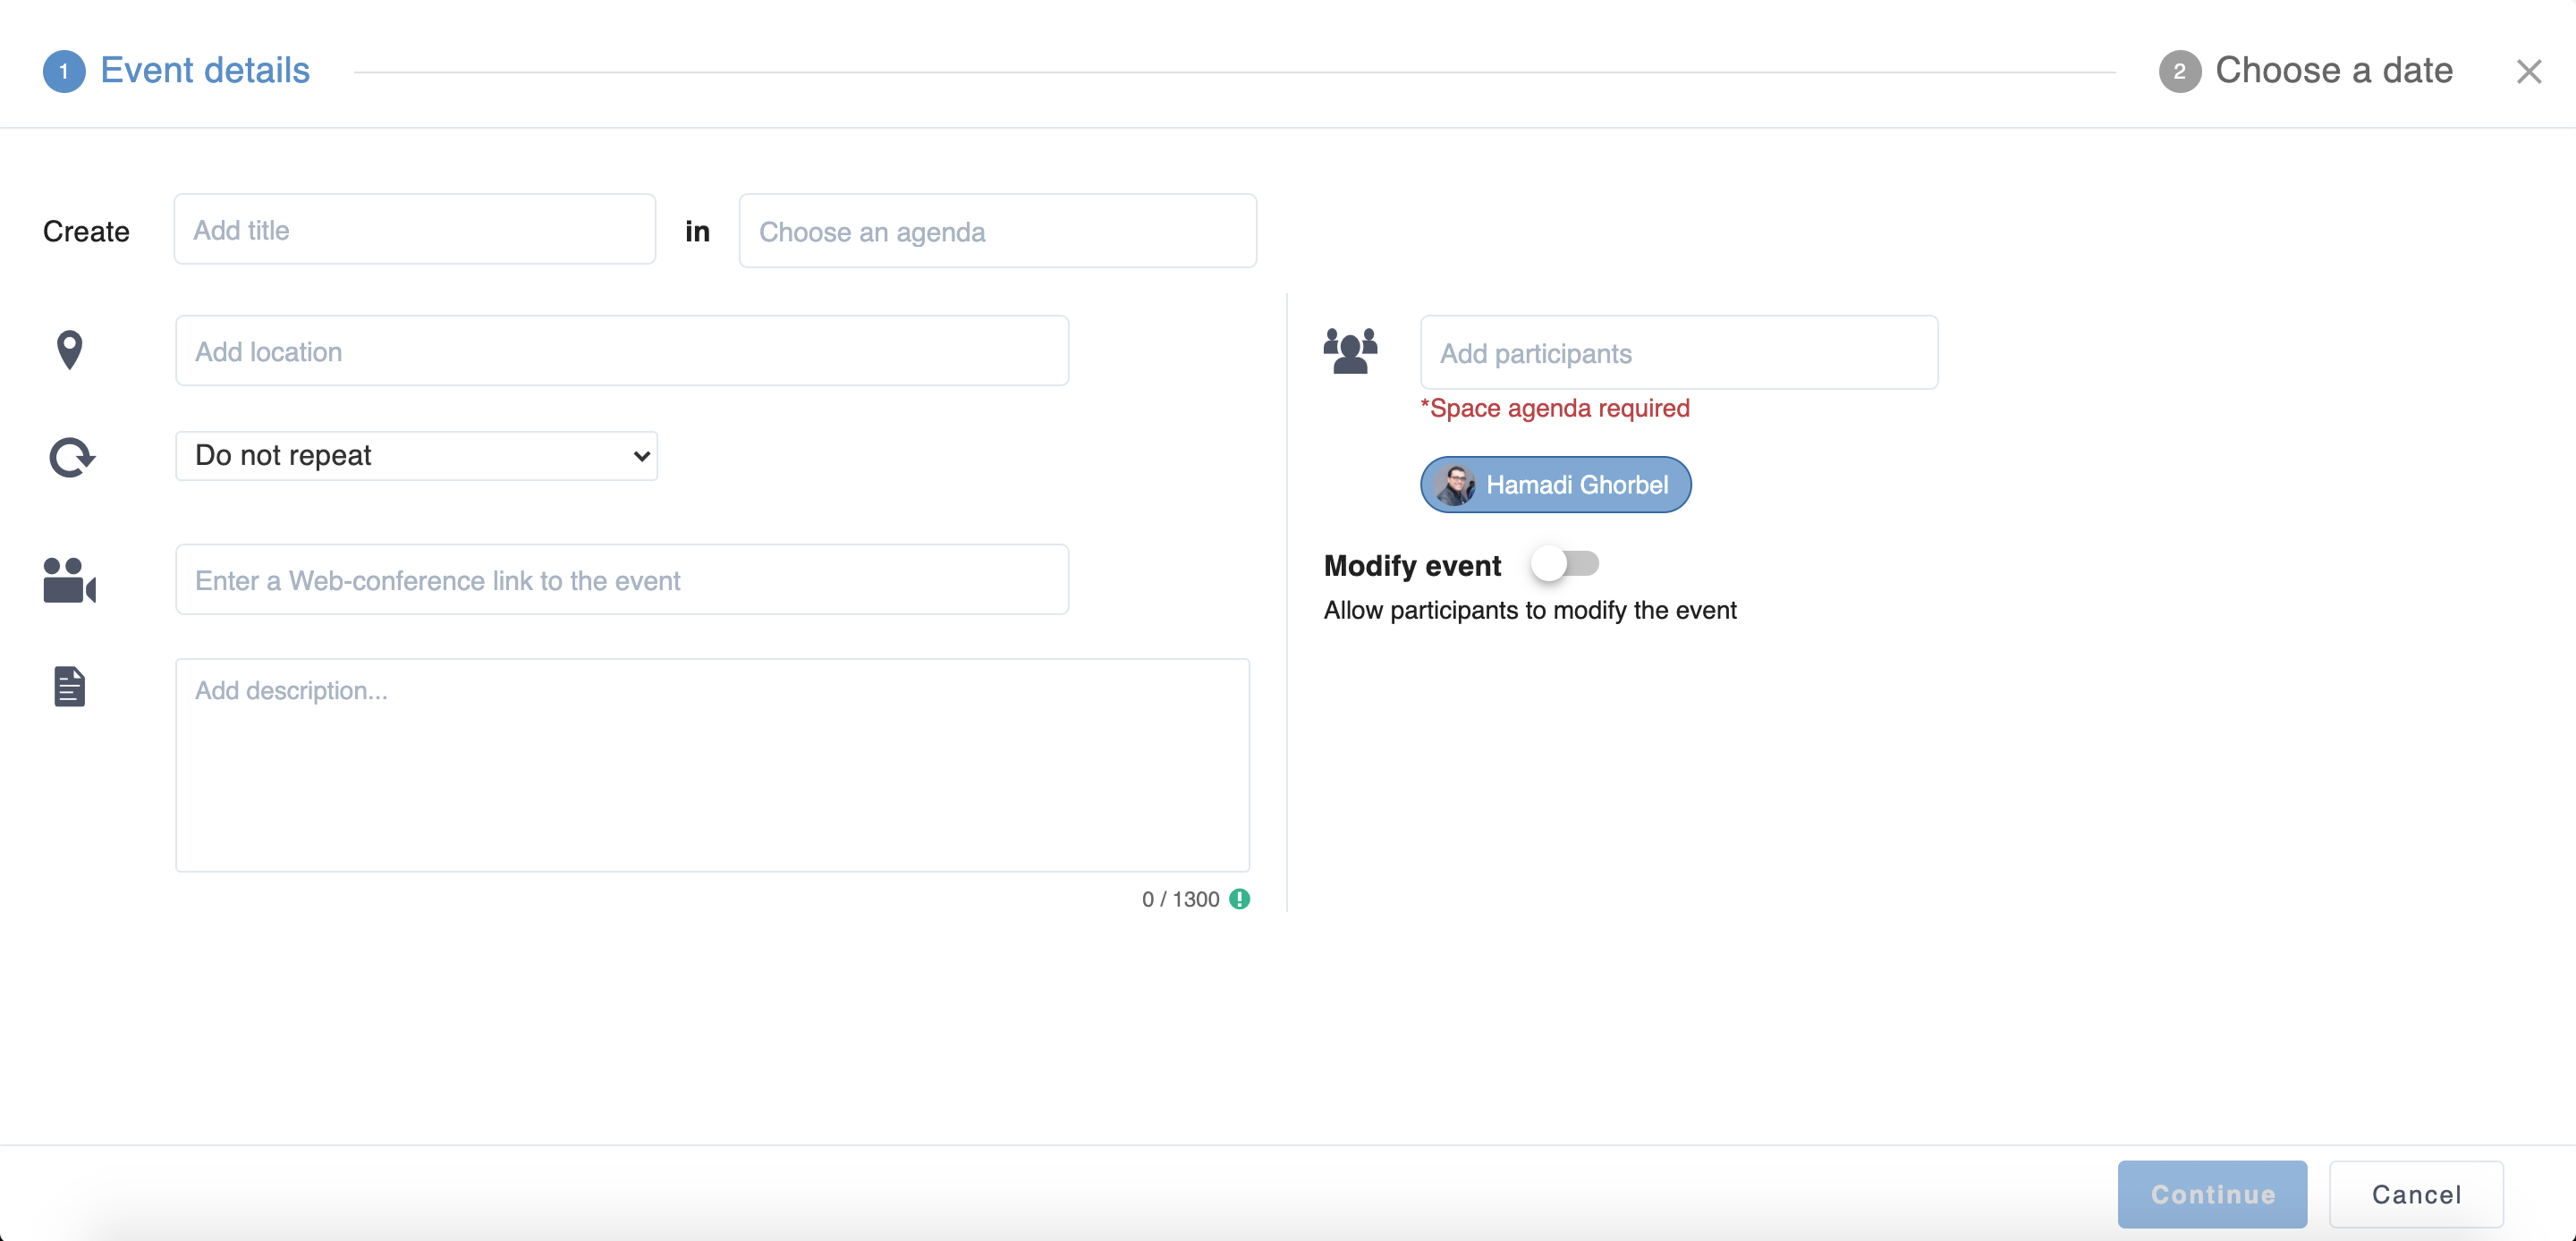 1 Event details
2 Choose a date
Create Add title in Choose an agenda
Add location
Add participants
*Space agenda required
Do not repeat
Hamadi Ghorbel
Enter a Web-conference link to the event
Modify event
Allow participants to modify the event
Add description...
0 / 1300
Continue Cancel